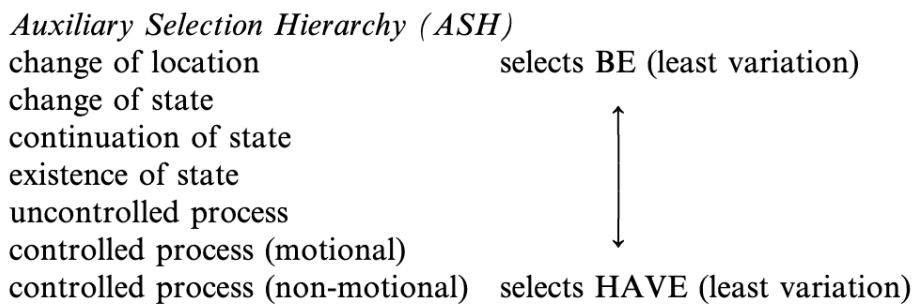 Auxiliary Selection Hierarchy (ASH)
change of location selects BE (least variation)
change of state
continuation of state
existence of state
uncontrolled process
controlled process (motional)
controlled process (non-motional) selects HAVE (least variation)